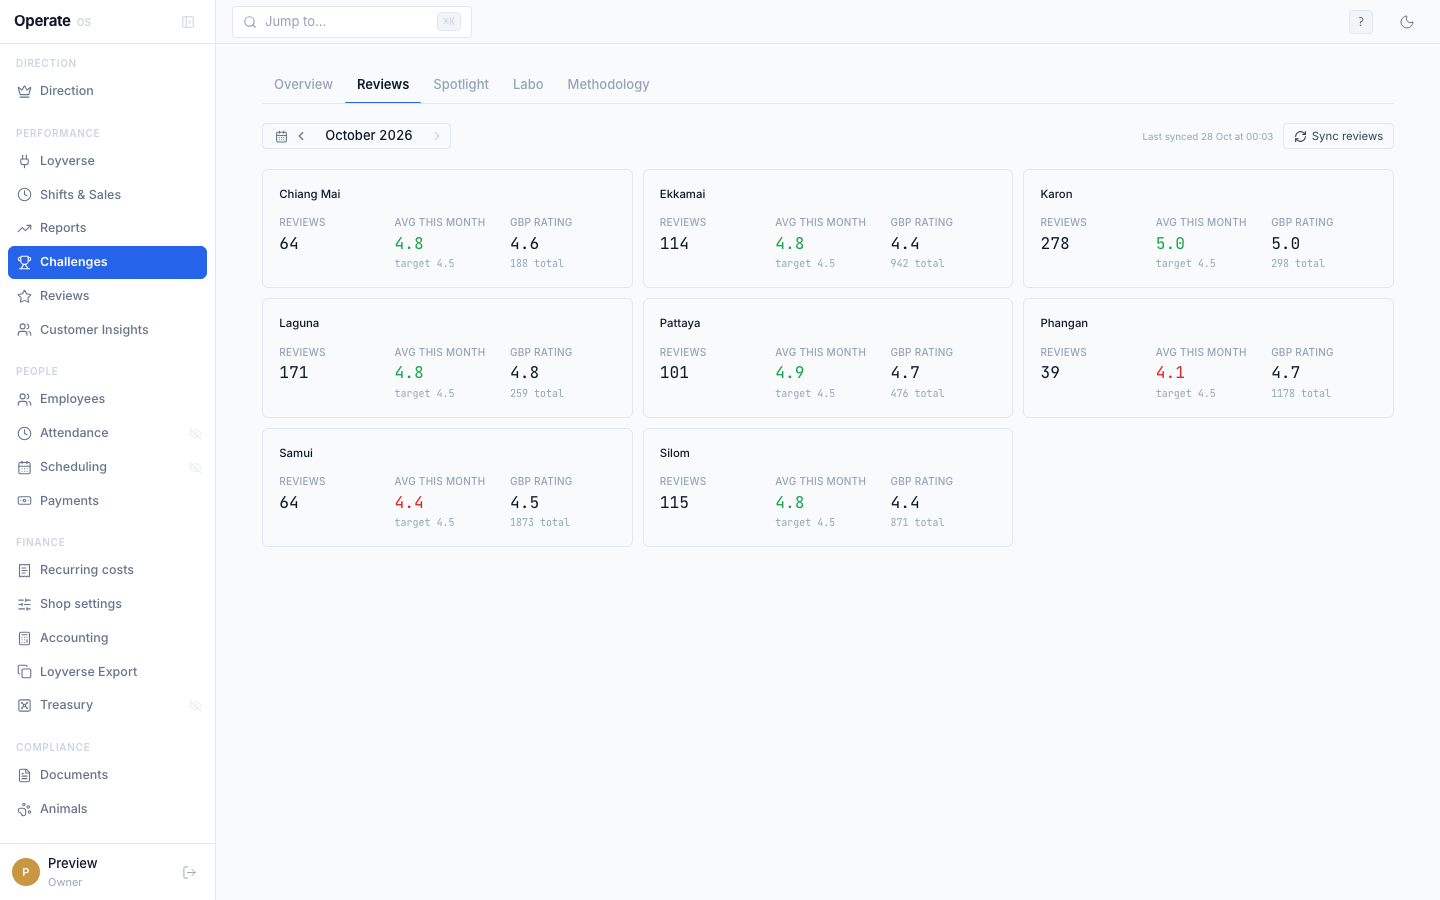 Operate OS
Jump to...
⌘K
?
DIRECTION
Direction
PERFORMANCE
Loyverse
Shifts & Sales
Reports
Challenges
Reviews
Customer Insights
PEOPLE
Employees
Attendance
Scheduling
Payments
FINANCE
Recurring costs
Shop settings
Accounting
Loyverse Export
Treasury
COMPLIANCE
Documents
Animals
P
Preview
Owner
Overview Reviews Spotlight Labo Methodology
October 2026
Last synced 28 Oct at 00:03
Sync reviews
Chiang Mai
REVIEWS AVG THIS MONTH GBP RATING
64 4.8 4.6
target 4.5 188 total
Ekkamai
REVIEWS AVG THIS MONTH GBP RATING
114 4.8 4.4
target 4.5 942 total
Karon
REVIEWS AVG THIS MONTH GBP RATING
278 5.0 5.0
target 4.5 298 total
Laguna
REVIEWS AVG THIS MONTH GBP RATING
171 4.8 4.8
target 4.5 259 total
Pattaya
REVIEWS AVG THIS MONTH GBP RATING
101 4.9 4.7
target 4.5 476 total
Phangan
REVIEWS AVG THIS MONTH GBP RATING
39 4.1 4.7
target 4.5 1178 total
Samui
REVIEWS AVG THIS MONTH GBP RATING
64 4.4 4.5
target 4.5 1873 total
Silom
REVIEWS AVG THIS MONTH GBP RATING
115 4.8 4.4
target 4.5 871 total